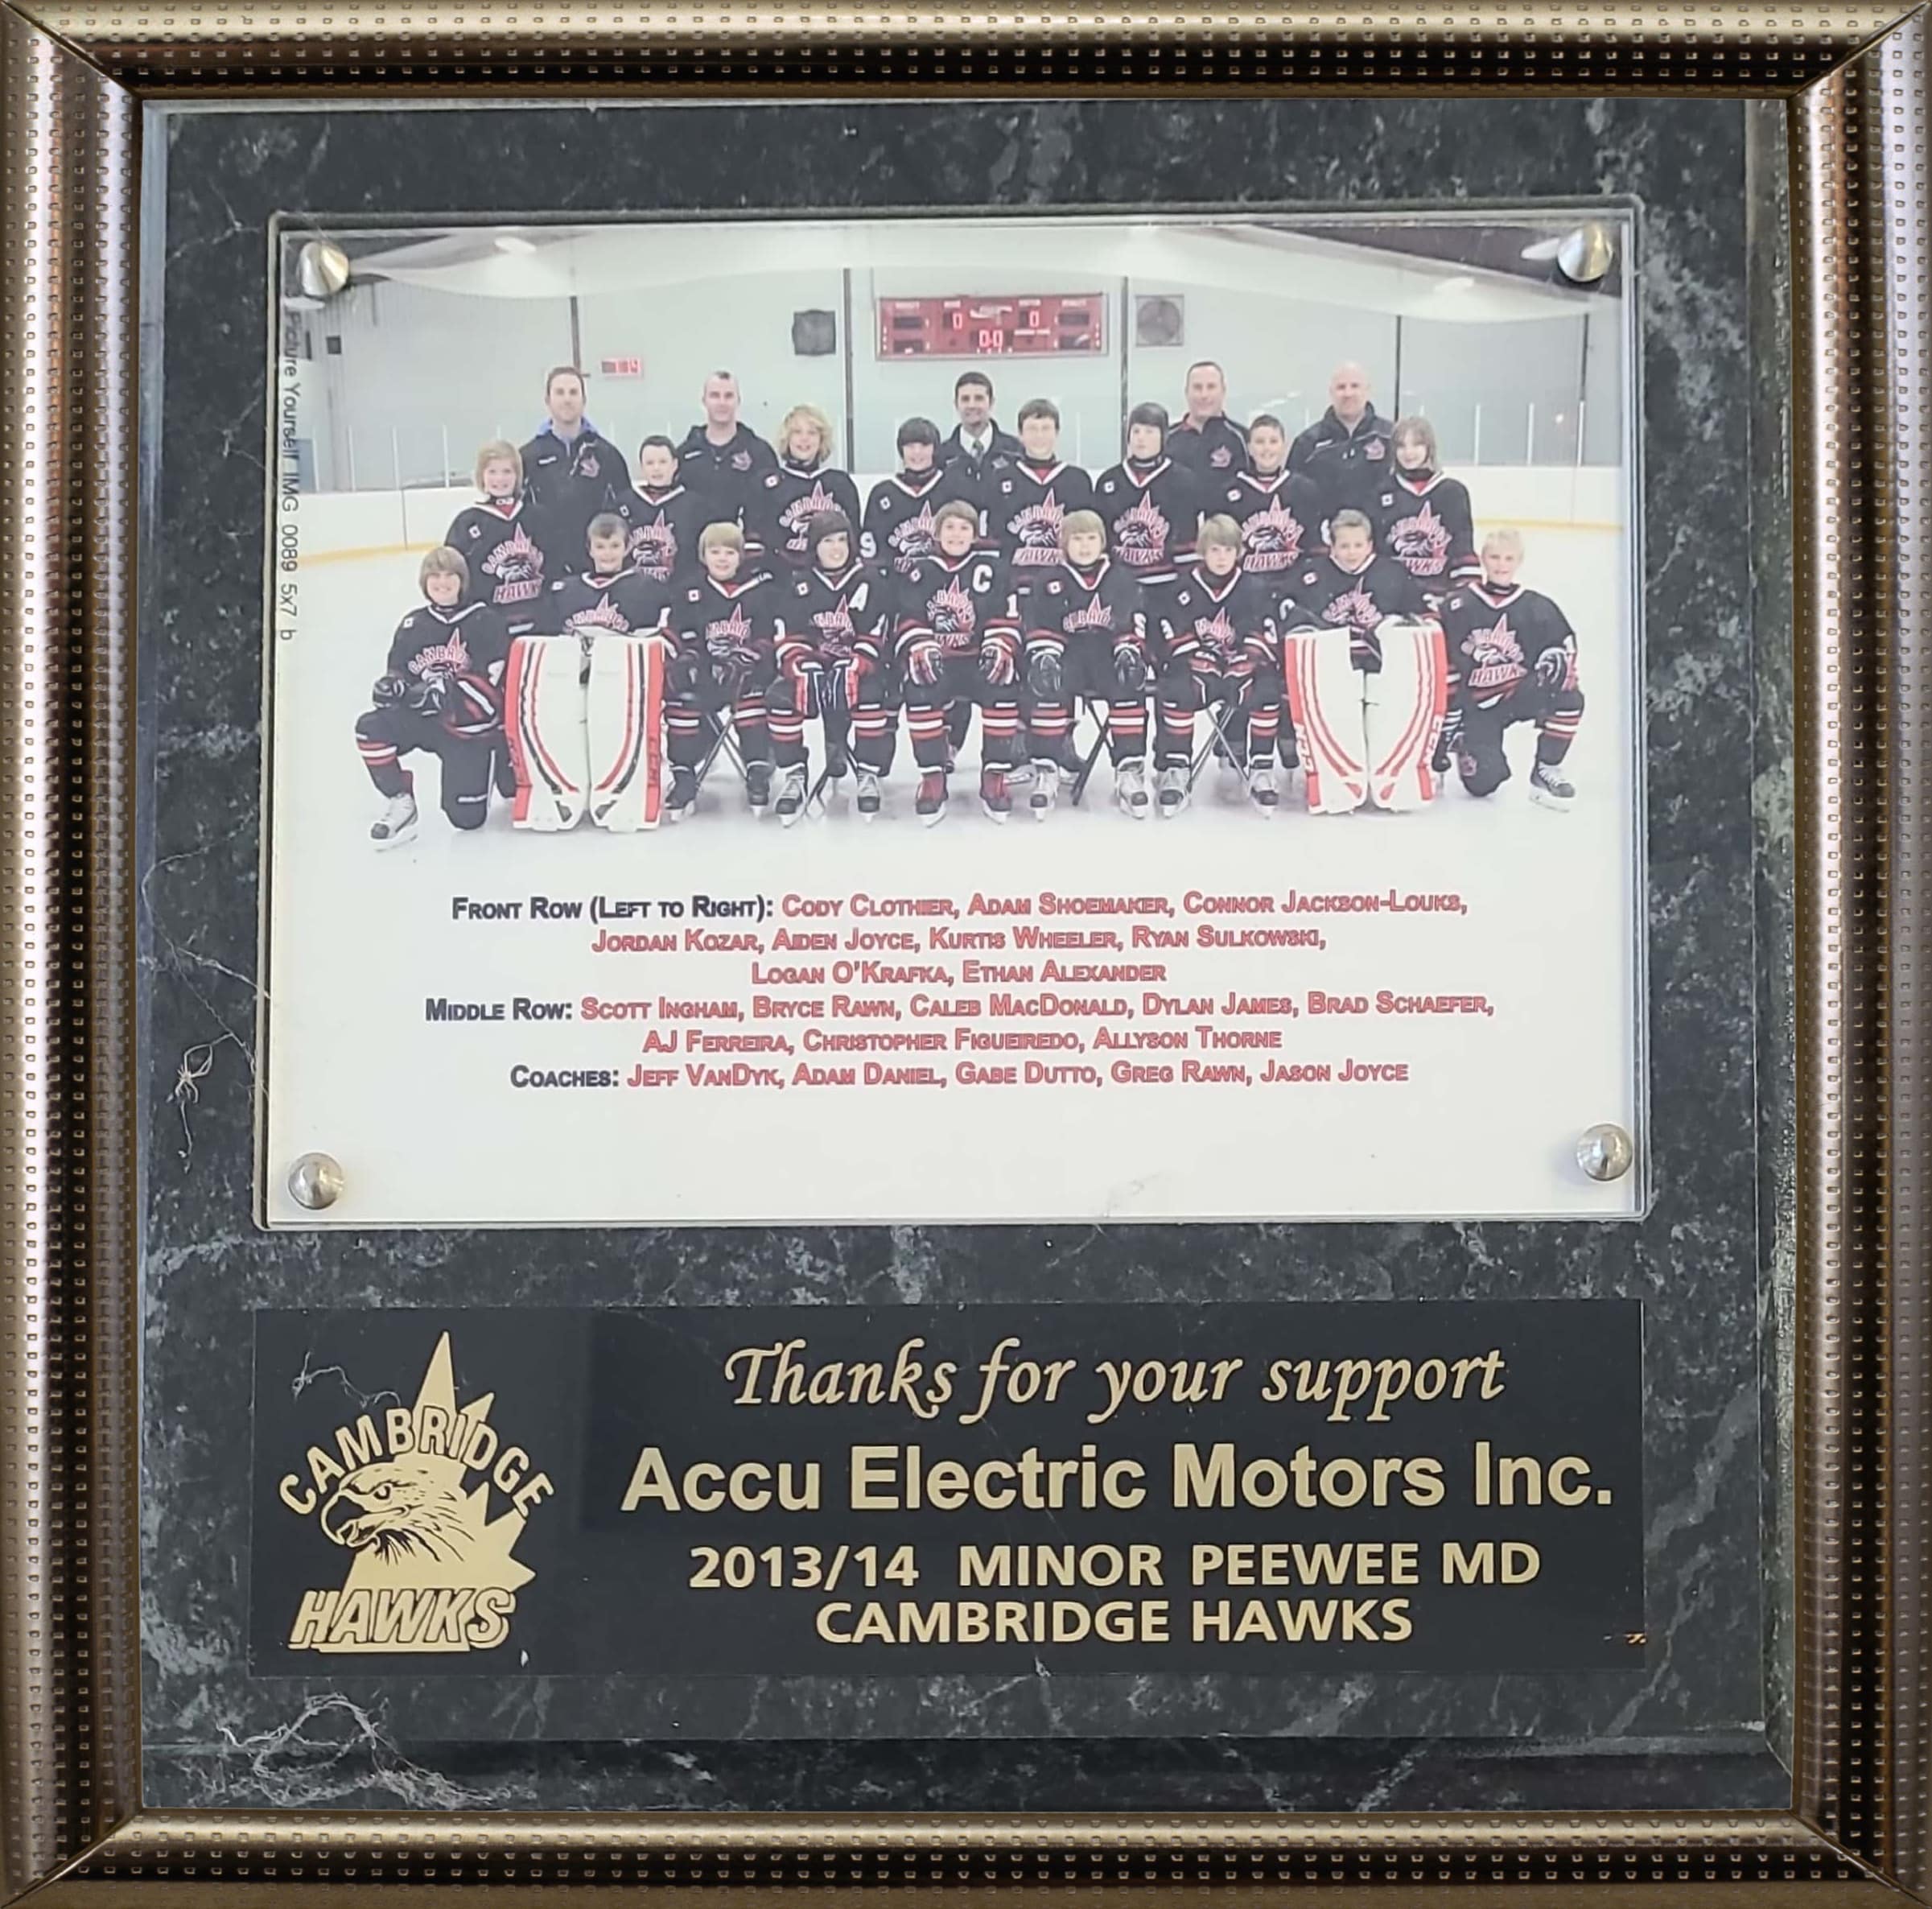 Picture Yourself IMG 0089 5x7 b
FRONT ROW (LEFT TO RIGHT): CODY CLOTHIER, ADAM SHOEMAKER, CONNOR JACKSON-LOUKS,
JORDAN KOZAR, AIDEN JOYCE, KURTIS WHEELER, RYAN SULKOWSKI,
LOGAN O'KRAFKA, ETHAN ALEXANDER
MIDDLE ROW: SCOTT INGHAM, BRYCE RAWN, CALEB MACDONALD, DYLAN JAMES, BRAD SCHAEFER,
AJ FERREIRA, CHRISTOPHER FIGUEIREDO, ALLYSON THORNE
COACHES: JEFF VANDYK, ADAM DANIEL, GABE DUTTO, GREG RAWN, JASON JOYCE
CAMBRIDGE
HAWKS
Thanks for your support
Accu Electric Motors Inc.
2013/14 MINOR PEEWEE MD
CAMBRIDGE HAWKS